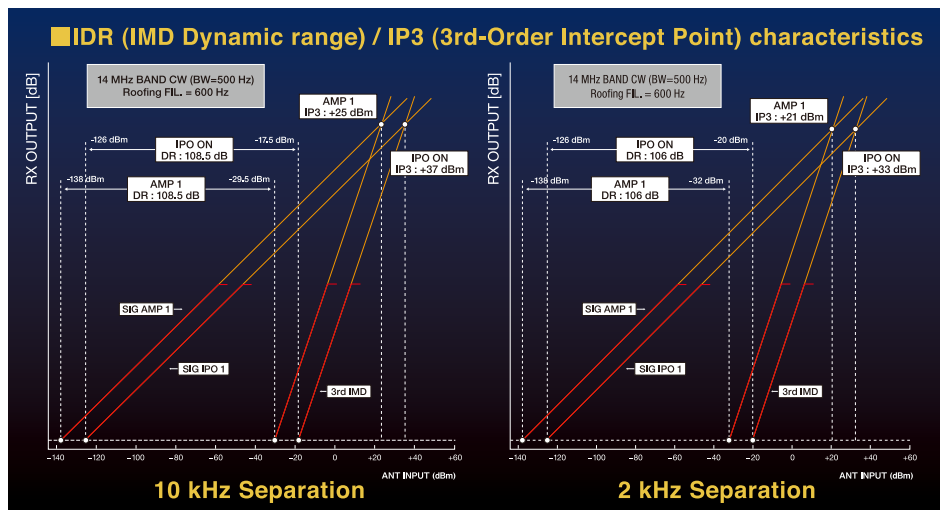 ■IDR (IMD Dynamic range) / IP3 (3rd-Order Intercept Point) characteristics
RX OUTPUT [dB]
14 MHz BAND CW (BW=500 Hz)
Roofing FIL. = 600 Hz
AMP 1
IP3 : +25 dBm
-126 dBm
-17.5 dBm
IPO ON
DR : 108.5 dB
IPO ON
IP3 : +37 dBm
-138 dBm
-29.5 dBm
AMP 1
DR : 108.5 dB
SIG AMP 1
SIG IPO 1
3rd IMD
-140
-120
-100
-80
-60
-40
-20
0
+20
+40
+60
ANT INPUT (dBm)
10 kHz Separation
RX OUTPUT [dB]
14 MHz BAND CW (BW=500 Hz)
Roofing FIL. = 600 Hz
AMP 1
IP3 : +21 dBm
-126 dBm
-20 dBm
IPO ON
DR : 106 dB
IPO ON
IP3 : +33 dBm
-138 dBm
-32 dBm
AMP 1
DR : 106 dB
SIG AMP 1
SIG IPO 1
3rd IMD
-140
-120
-100
-80
-60
-40
-20
0
+20
+40
+60
ANT INPUT (dBm)
2 kHz Separation